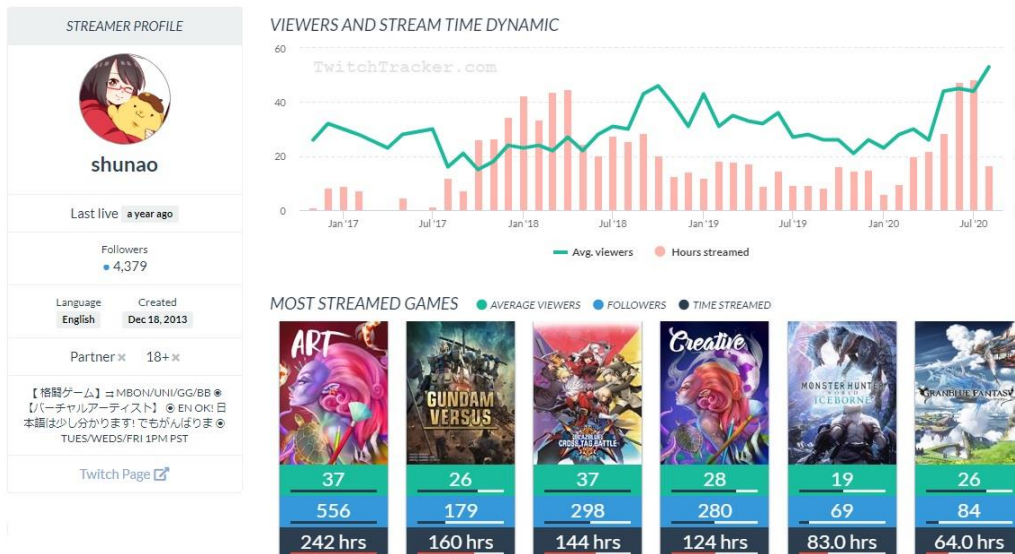 STREAMER PROFILE
shunao
Last live a year ago
Followers
4,379
Language Created
English Dec 18, 2013
Partner × 18+ ×
【 格闘ゲーム】⇒ MBON/UNI/GG/BB ◉
【バーチャルアーティスト】 ◉ EN OK! 日
本語は少し分かります! でもがんばりま ◉
TUES/WEDS/FRI 1PM PST
Twitch Page
VIEWERS AND STREAM TIME DYNAMIC
TwitchTracker.com
60
40
20
0
Jan '17 Jul '17 Jan '18 Jul '18 Jan '19 Jul '19 Jan '20 Jul '20
Avg. viewers Hours streamed
MOST STREAMED GAMES AVERAGE VIEWERS FOLLOWERS TIME STREAMED
ART
GUNDAM
VERSUS
BLAZBLUE
CROSS TAG BATTLE
Creative
MONSTER HUNTER
WORLD
ICEBORNE
GRANBLUE FANTASY
37 26 37 28 19 26
556 179 298 280 69 84
242 hrs 160 hrs 144 hrs 124 hrs 83.0 hrs 64.0 hrs